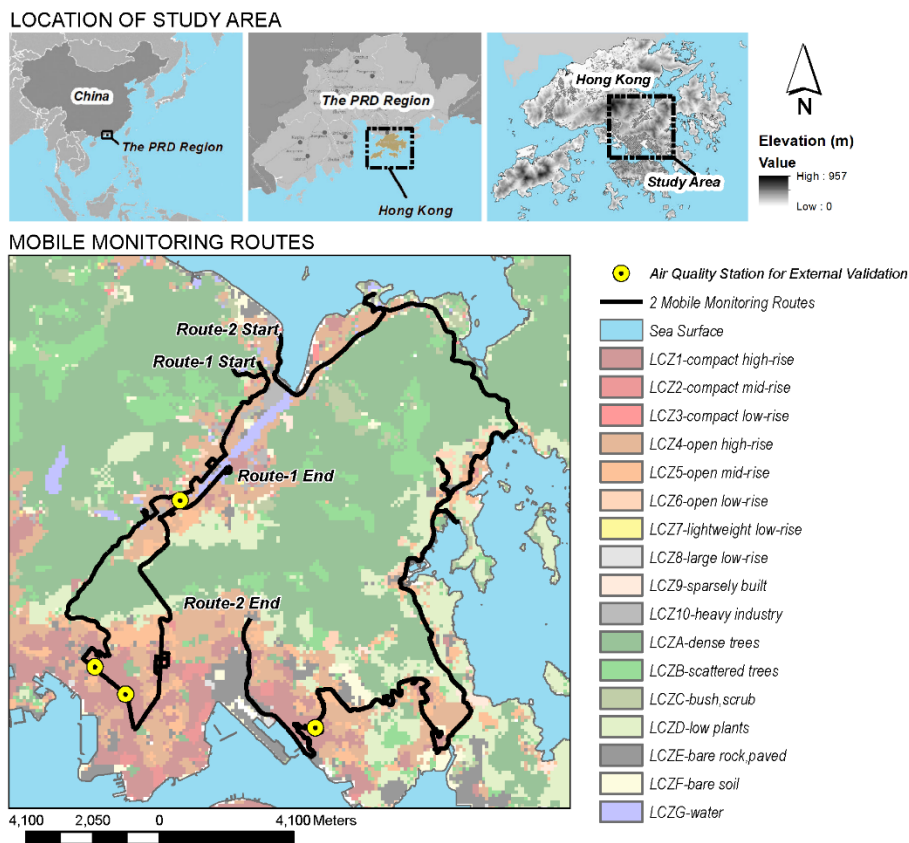 LOCATION OF STUDY AREA
China
The PRD Region
The PRD Region
Hong Kong
Hong Kong
Study Area
N
Elevation (m)
Value
High : 957
Low : 0
MOBILE MONITORING ROUTES
Route-2 Start
Route-1 Start
Route-1 End
Route-2 End
Air Quality Station for External Validation
2 Mobile Monitoring Routes
Sea Surface
LCZ1-compact high-rise
LCZ2-compact mid-rise
LCZ3-compact low-rise
LCZ4-open high-rise
LCZ5-open mid-rise
LCZ6-open low-rise
LCZ7-lightweight low-rise
LCZ8-large low-rise
LCZ9-sparsely built
LCZ10-heavy industry
LCZA-dense trees
LCZB-scattered trees
LCZC-bush,scrub
LCZD-low plants
LCZE-bare rock,paved
LCZF-bare soil
LCZG-water
4,100 2,050 0 4,100 Meters